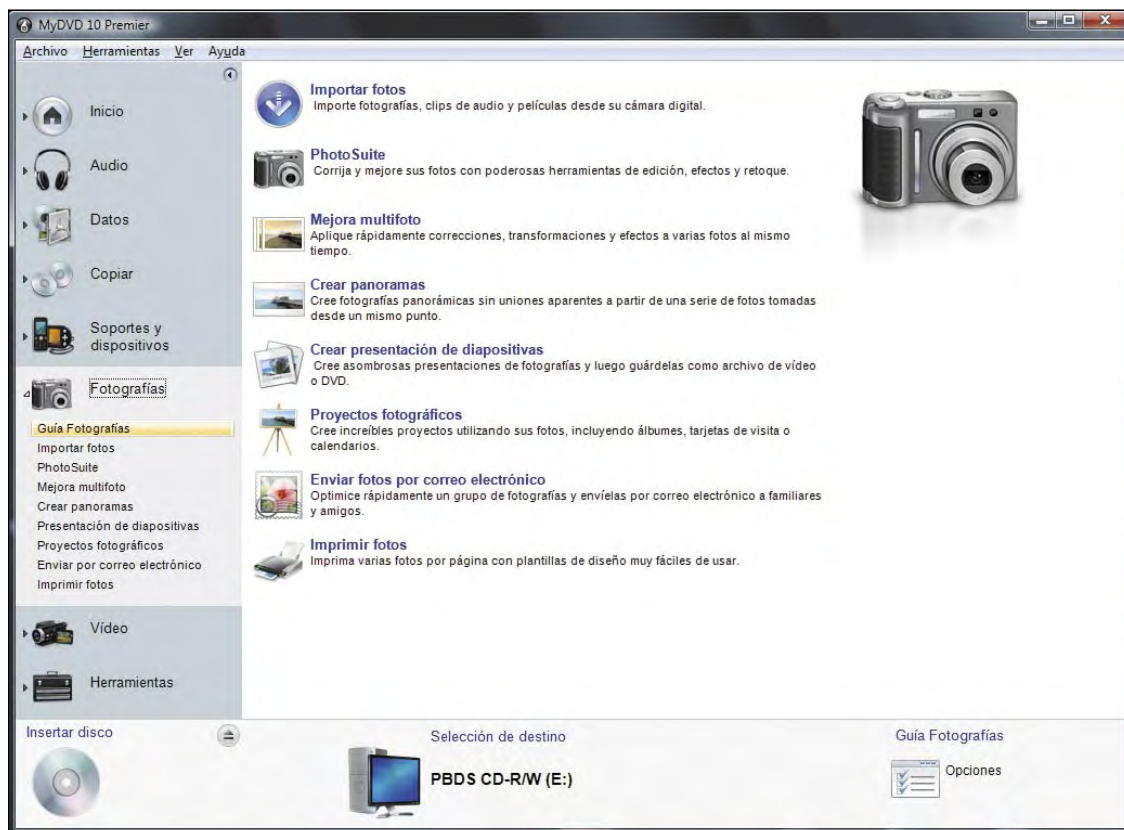 MyDVD 10 Premier
Archivo Herramientas Ver Ayuda
Inicio
Audio
Datos
Copiar
Soportes y
dispositivos
Fotografías
Guía Fotografías
Importar fotos
PhotoSuite
Mejora multifoto
Crear panoramas
Presentación de diapositivas
Proyectos fotográficos
Enviar por correo electrónico
Imprimir fotos
Vídeo
Herramientas
Importar fotos
Importe fotografías, clips de audio y películas desde su cámara digital.
PhotoSuite
Corrija y mejore sus fotos con poderosas herramientas de edición, efectos y retoque.
Mejora multifoto
Aplique rápidamente correcciones, transformaciones y efectos a varias fotos al mismo
tiempo.
Crear panoramas
Cree fotografías panorámicas sin uniones aparentes a partir de una serie de fotos tomadas
desde un mismo punto.
Crear presentación de diapositivas
Cree asombrosas presentaciones de fotografías y luego guárdelas como archivo de vídeo
o DVD.
Proyectos fotográficos
Cree increíbles proyectos utilizando sus fotos, incluyendo álbumes, tarjetas de visita o
calendarios.
Enviar fotos por correo electrónico
Optimice rápidamente un grupo de fotografías y envíelas por correo electrónico a familiares
y amigos.
Imprimir fotos
Imprima varias fotos por página con plantillas de diseño muy fáciles de usar.
Insertar disco
Selección de destino
PBDS CD-R/W (E:)
Guía Fotografías
Opciones